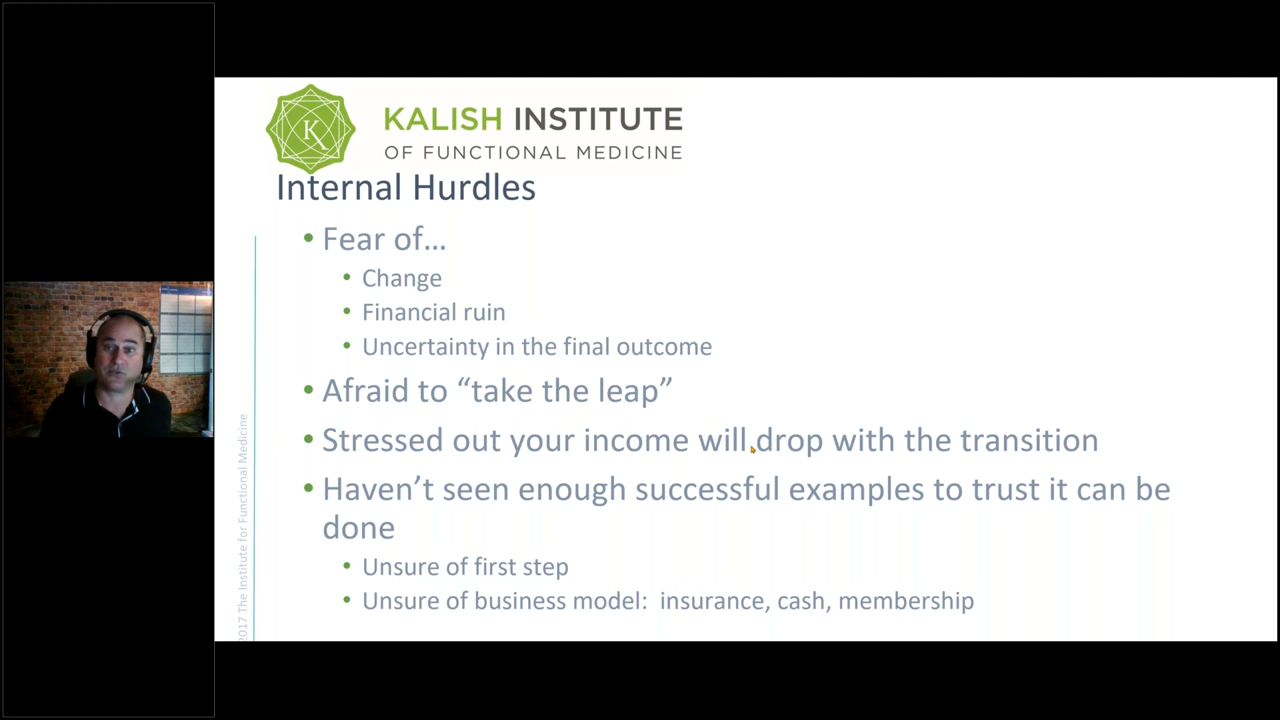 K
KALISH INSTITUTE
OF FUNCTIONAL MEDICINE
Internal Hurdles
• Fear of…
• Change
• Financial ruin
• Uncertainty in the final outcome
• Afraid to “take the leap”
• Stressed out your income will drop with the transition
• Haven’t seen enough successful examples to trust it can be
done
• Unsure of first step
• Unsure of business model: insurance, cash, membership
2017 The Institute for Functional Medicine